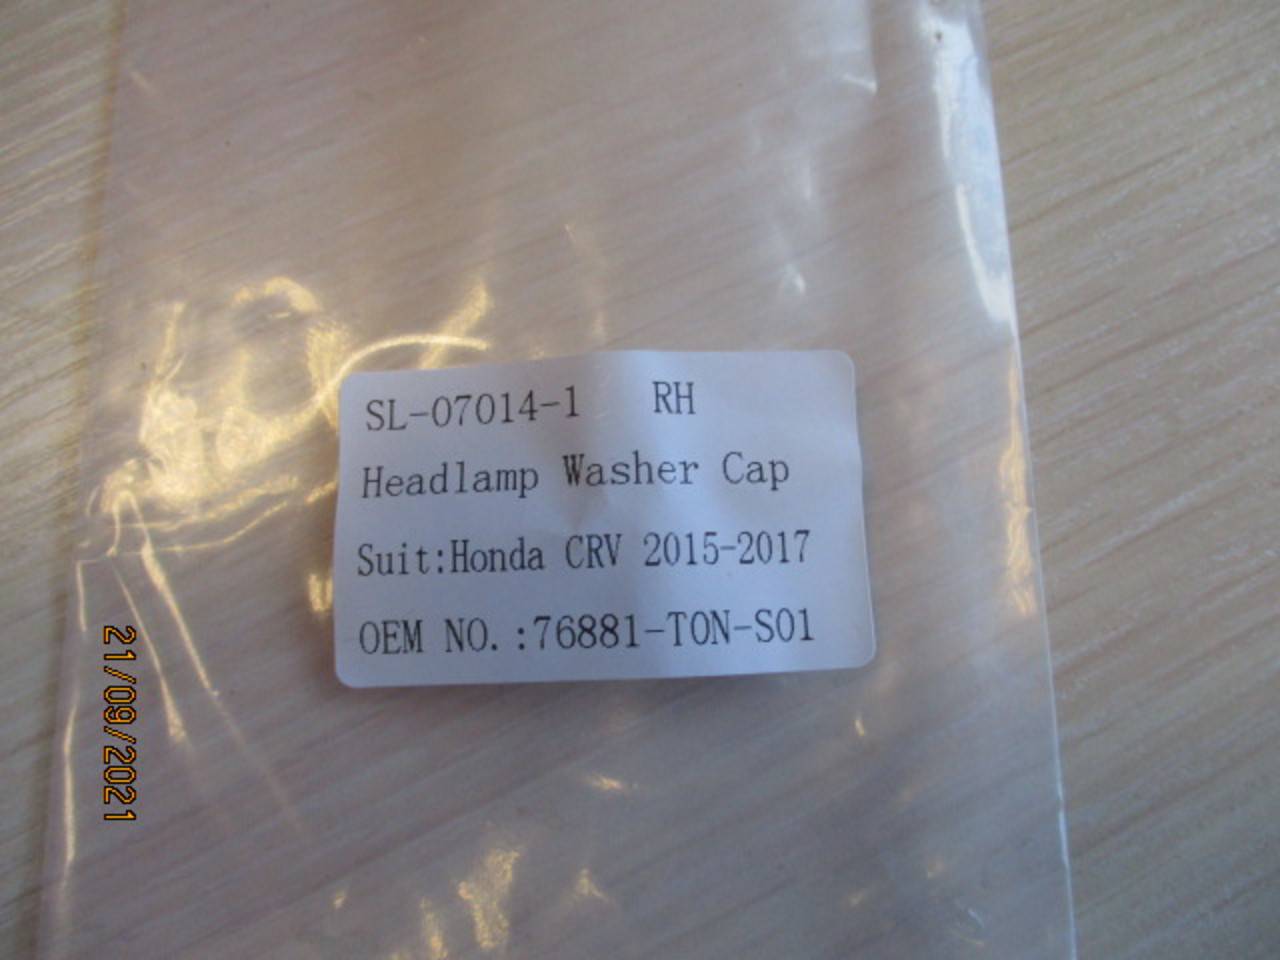 SL-07014-1 RH
Headlamp Washer Cap
Suit:Honda CRV 2015-2017
OEM NO.:76881-TON-S01
21/09/2021